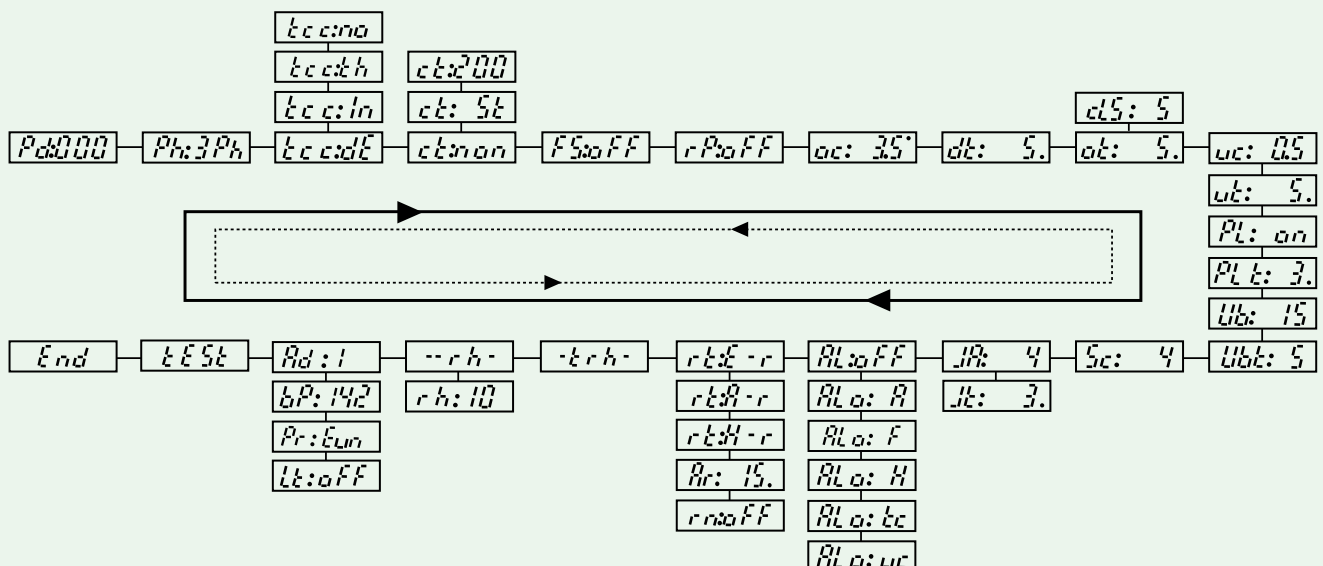 tcc:no
tcc:th ct:200
tcc:In ct: St dS: 5
Pd:000 Ph:3Ph tcc:dE ct:non FS:oFF rP:oFF oc: 3.5 dt: 5. ot: 5. uc: 0.5
ut: 5.
PL: on
PLt: 3.
Ub: 15
End tESt Ad:1 --rh- -trh- rt:E-r AL:oFF JA: 4 Sc: 4 Ubt: 5
bP:142 rh:10 rt:A-r ALo: A Jt: 3.
Pr:Eun rt:H-r ALo: F
Lt:oFF Ar: 15. ALo: H
rn:oFF ALo: tc
ALo:uc